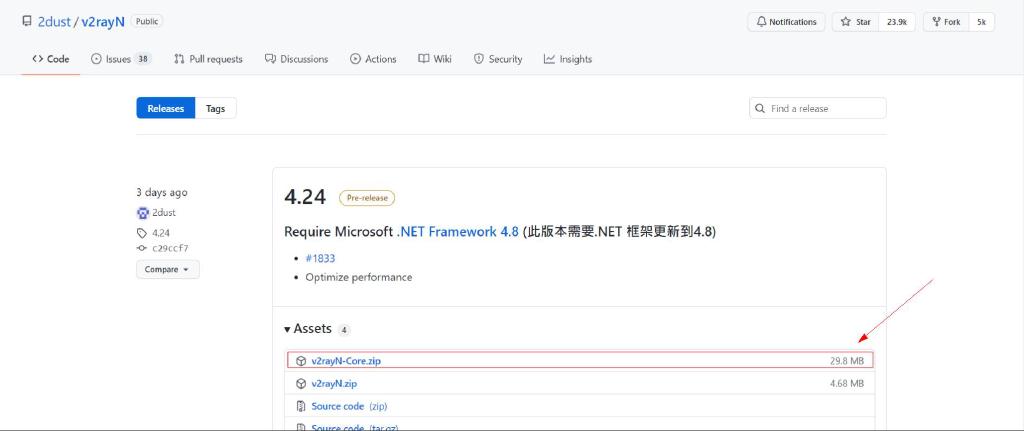 2dust / v2rayN Public
Notifications Star 23.9k Fork 5k
Code Issues 38 Pull requests Discussions Actions Wiki Security Insights
Releases Tags
Find a release
3 days ago
2dust
4.24
c29ccf7
Compare
4.24 Pre-release
Require Microsoft .NET Framework 4.8 (此版本需要.NET 框架更新到4.8)
#1833
Optimize performance
Assets 4
v2rayN-Core.zip 29.8 MB
v2rayN.zip 4.68 MB
Source code (zip)
Source code (tar.gz)